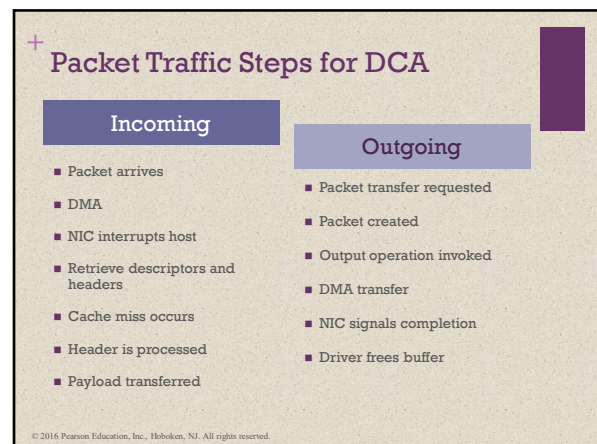 +
Packet Traffic Steps for DCA
Incoming
■ Packet arrives
■ DMA
■ NIC interrupts host
■ Retrieve descriptors and
headers
■ Cache miss occurs
■ Header is processed
■ Payload transferred
Outgoing
■ Packet transfer requested
■ Packet created
■ Output operation invoked
■ DMA transfer
■ NIC signals completion
■ Driver frees buffer
© 2016 Pearson Education, Inc., Hoboken, NJ. All rights reserved.